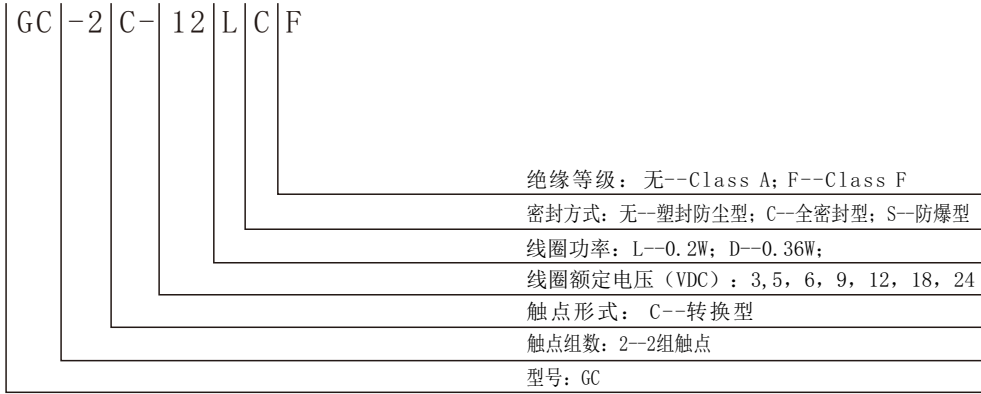 GC-2C-12LCF
绝缘等级：无--Class A；F--Class F
密封方式：无--塑封防尘型；C--全密封型；S--防爆型
线圈功率：L--0.2W；D--0.36W；
线圈额定电压（VDC）：3,5，6，9，12，18，24
触点形式： C--转换型
触点组数：2--2组触点
型号：GC